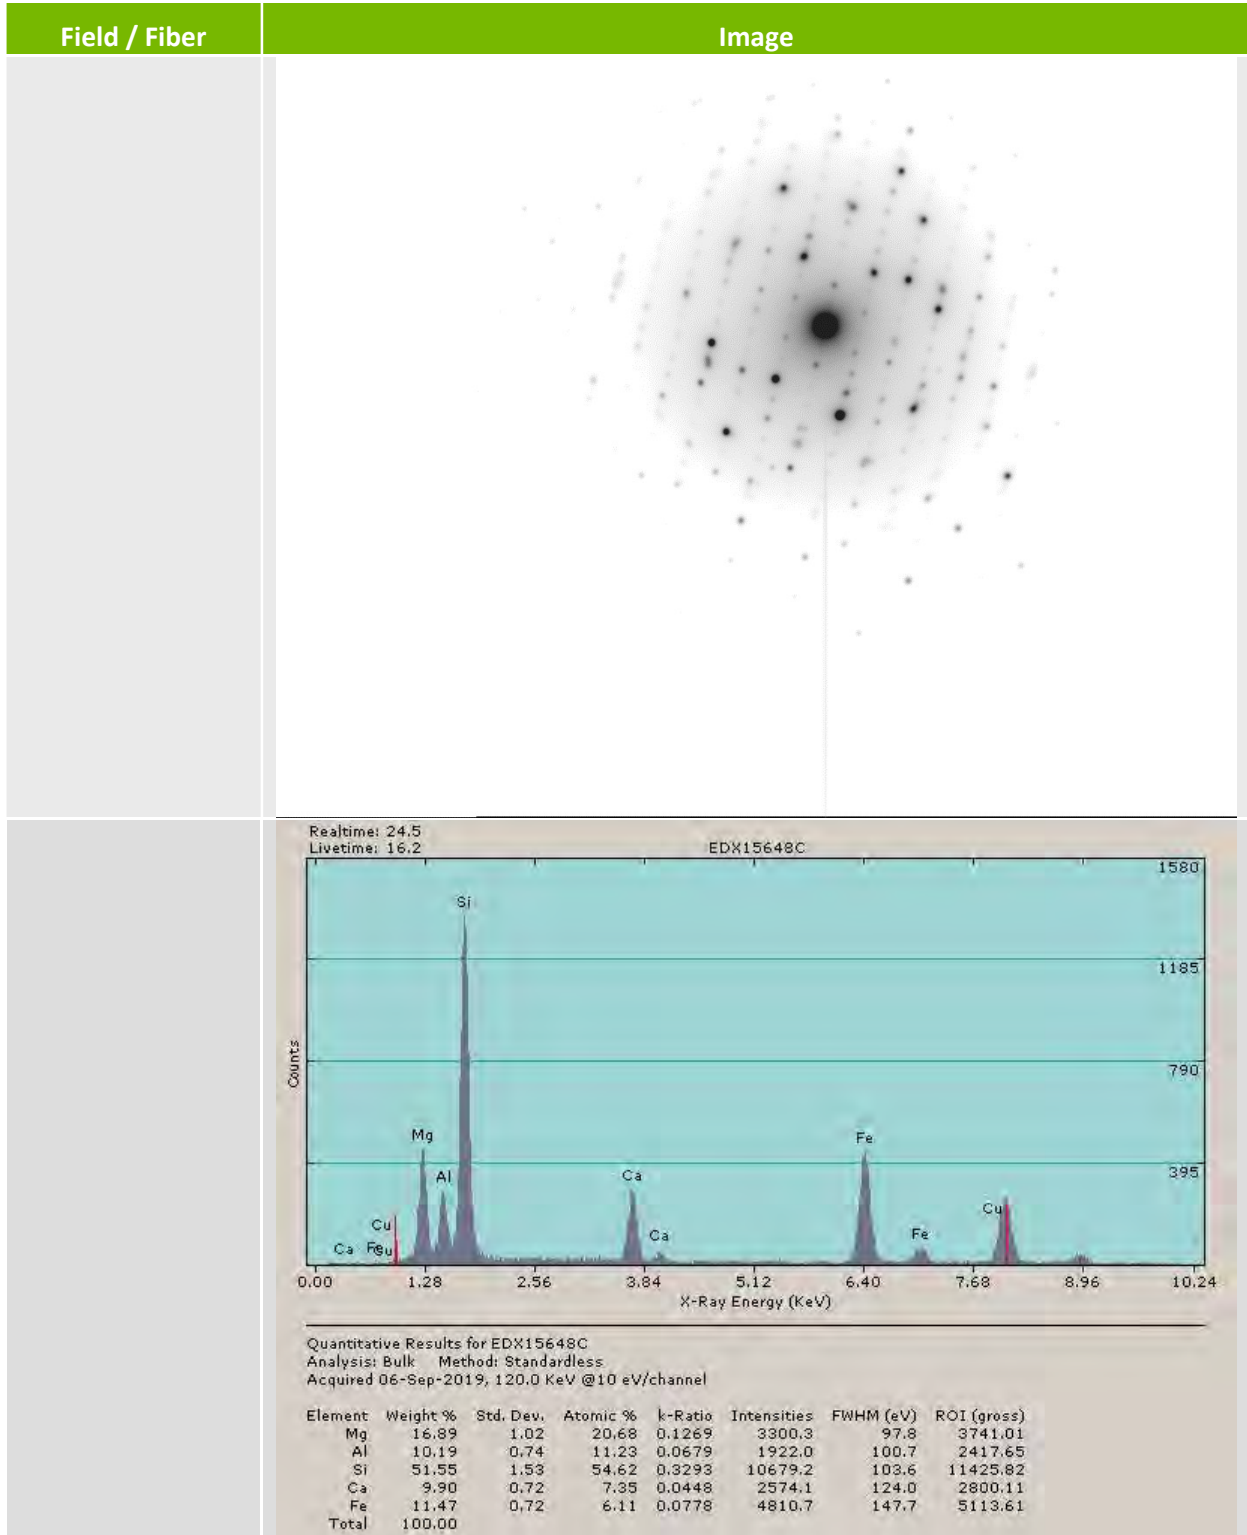 Field / Fiber Image
Realtime: 24.5
Livetime: 16.2 EDX15648C
1580
Si
1185
Counts
790
Mg
Fe
395
Al
Ca
Cu
Cu
Ca
Fe
Ca Fe Cu
0.00 1.28 2.56 3.84 5.12 6.40 7.68 8.96 10.24
X-Ray Energy (KeV)
Quantitative Results for EDX15648C
Analysis: Bulk Method: Standardless
Acquired 06-Sep-2019, 120.0 KeV @10 eV/channel
Element Weight % Std. Dev. Atomic % k-Ratio Intensities FWHM (eV) ROI (gross)
Mg 16.89 1.02 20.68 0.1269 3300.3 97.8 3741.01
Al 10.19 0.74 11.23 0.0679 1922.0 100.7 2417.65
Si 51.55 1.53 54.62 0.3293 10679.2 103.6 11425.82
Ca 9.90 0.72 7.35 0.0448 2574.1 124.0 2800.11
Fe 11.47 0.72 6.11 0.0778 4810.7 147.7 5113.61
Total 100.00